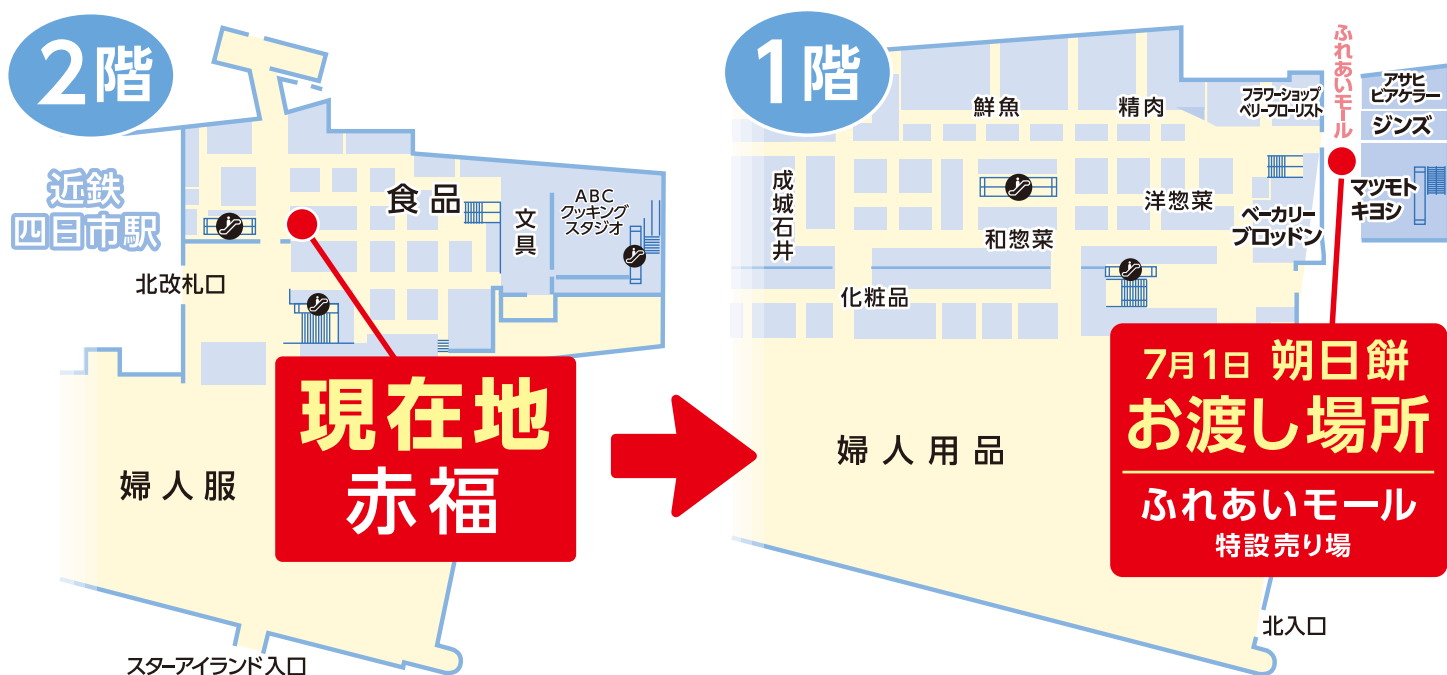 2階
近鉄
四日市駅
食品
文具
ABC
クッキング
スタジオ
北改札口
現在地
赤福
婦人服
スターアイランド入口
1階
ふれあいモール
鮮魚
精肉
フラワーショップ
ベリーフローリスト
アサヒ
ビアケラー
ジンズ
マツモト
キヨシ
成城石井
洋惣菜
和惣菜
ベーカリー
ブロッドン
化粧品
婦人用品
7月1日 朔日餅
お渡し場所
ふれあいモール
特設売り場
北入口